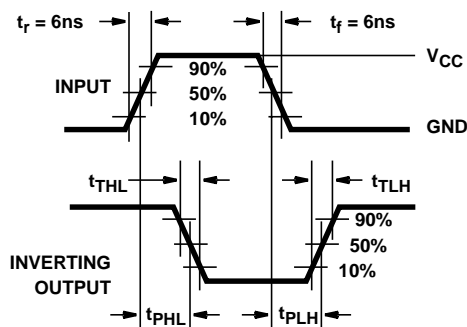 tr = 6ns
tf = 6ns
VCC
INPUT
90%
50%
10%
GND
tTHL
tTLH
90%
50%
10%
INVERTING
OUTPUT
tPHL
tPLH